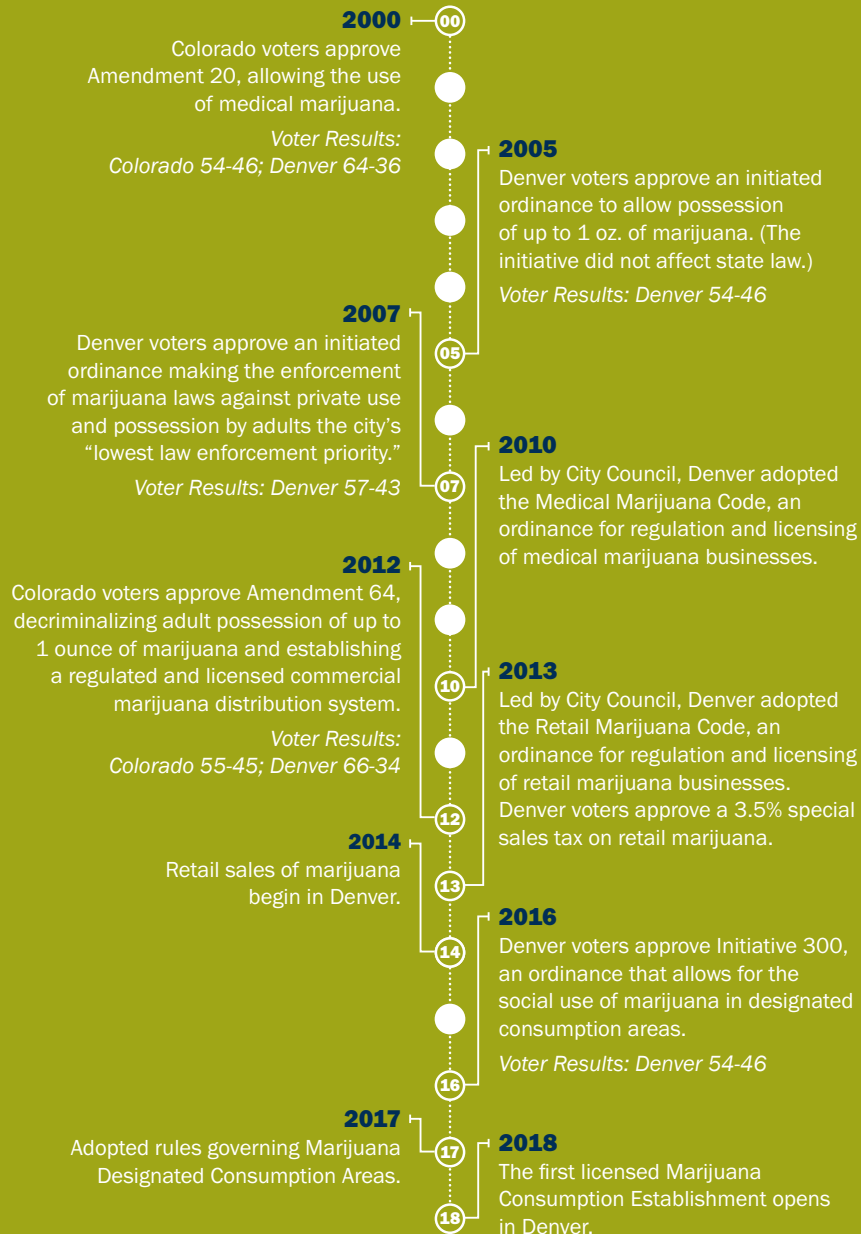 2000
00
Colorado voters approve
Amendment 20, allowing the use
of medical marijuana.
Voter Results:
Colorado 54-46; Denver 64-36
2005
Denver voters approve an initiated
ordinance to allow possession
of up to 1 oz. of marijuana. (The
initiative did not affect state law.)
Voter Results: Denver 54-46
05
2007
Denver voters approve an initiated
ordinance making the enforcement
of marijuana laws against private use
and possession by adults the city's
“lowest law enforcement priority.”
Voter Results: Denver 57-43
07
2010
Led by City Council, Denver adopted
the Medical Marijuana Code, an
ordinance for regulation and licensing
of medical marijuana businesses.
10
2012
Colorado voters approve Amendment 64,
decriminalizing adult possession of up to
1 ounce of marijuana and establishing
a regulated and licensed commercial
marijuana distribution system.
Voter Results:
Colorado 55-45; Denver 66-34
12
2013
Led by City Council, Denver adopted
the Retail Marijuana Code, an
ordinance for regulation and licensing
of retail marijuana businesses.
Denver voters approve a 3.5% special
sales tax on retail marijuana.
13
2014
Retail sales of marijuana
begin in Denver.
14
2016
Denver voters approve Initiative 300,
an ordinance that allows for the
social use of marijuana in designated
consumption areas.
Voter Results: Denver 54-46
16
2017
Adopted rules governing Marijuana
Designated Consumption Areas.
17
2018
The first licensed Marijuana
Consumption Establishment opens
in Denver.
18